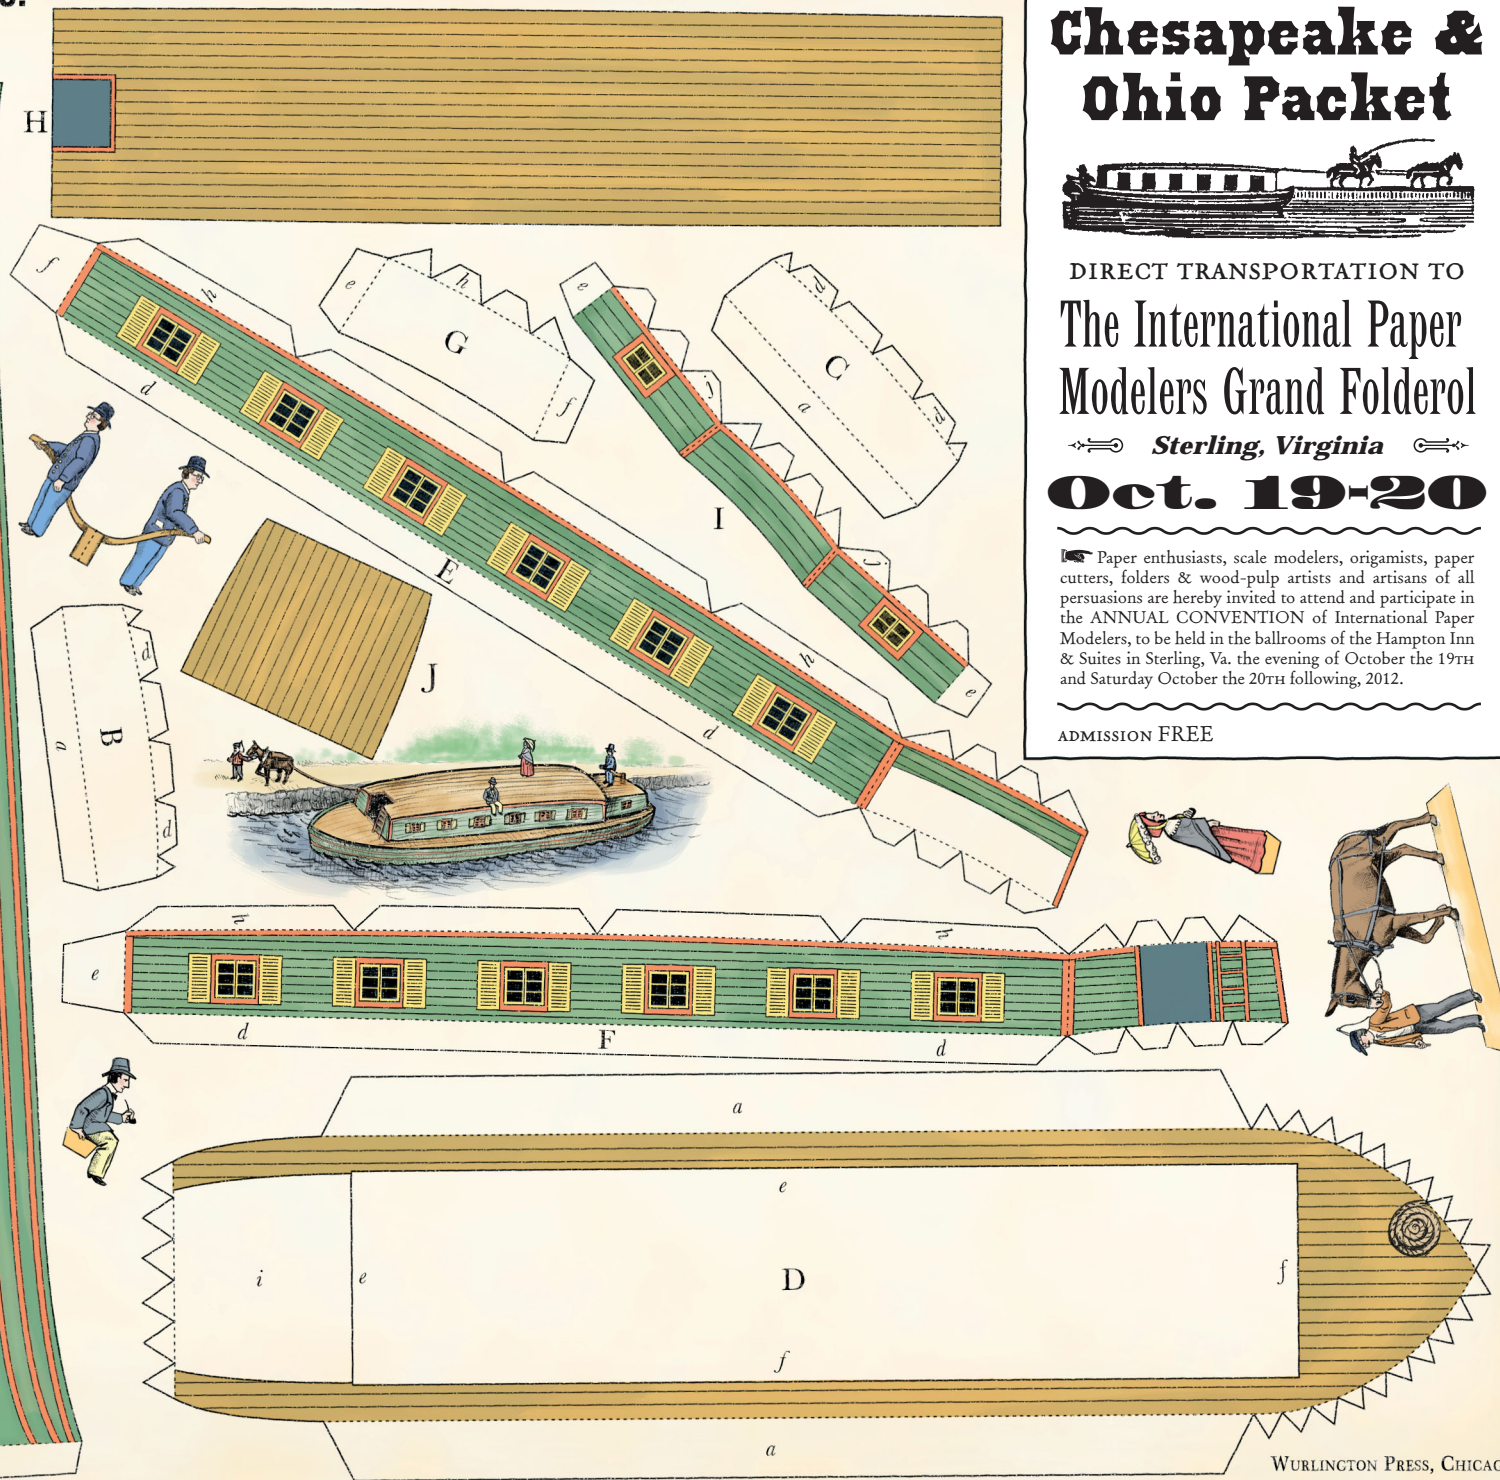 Chesapeake &
Ohio Packet
DIRECT TRANSPORTATION TO
The International Paper
Modelers Grand Folderol
Sterling, Virginia
Oct. 19-20
Paper enthusiasts, scale modelers, origamists, paper
cutters, folders & wood-pulp artists and artisans of all
persuasions are hereby invited to attend and participate in
the ANNUAL CONVENTION of International Paper
Modelers, to be held in the ballrooms of the Hampton Inn
& Suites in Sterling, Va. the evening of October the 19TH
and Saturday October the 20TH following, 2012.
ADMISSION FREE
H
f
h
d
E
h
d
e
h
G
f
e
j
I
j
e
d
C
a
d
J
d
B
a
d
h
h
e
d
F
d
a
e
i
e
D
f
f
a
WURLINGTON PRESS, CHICAG